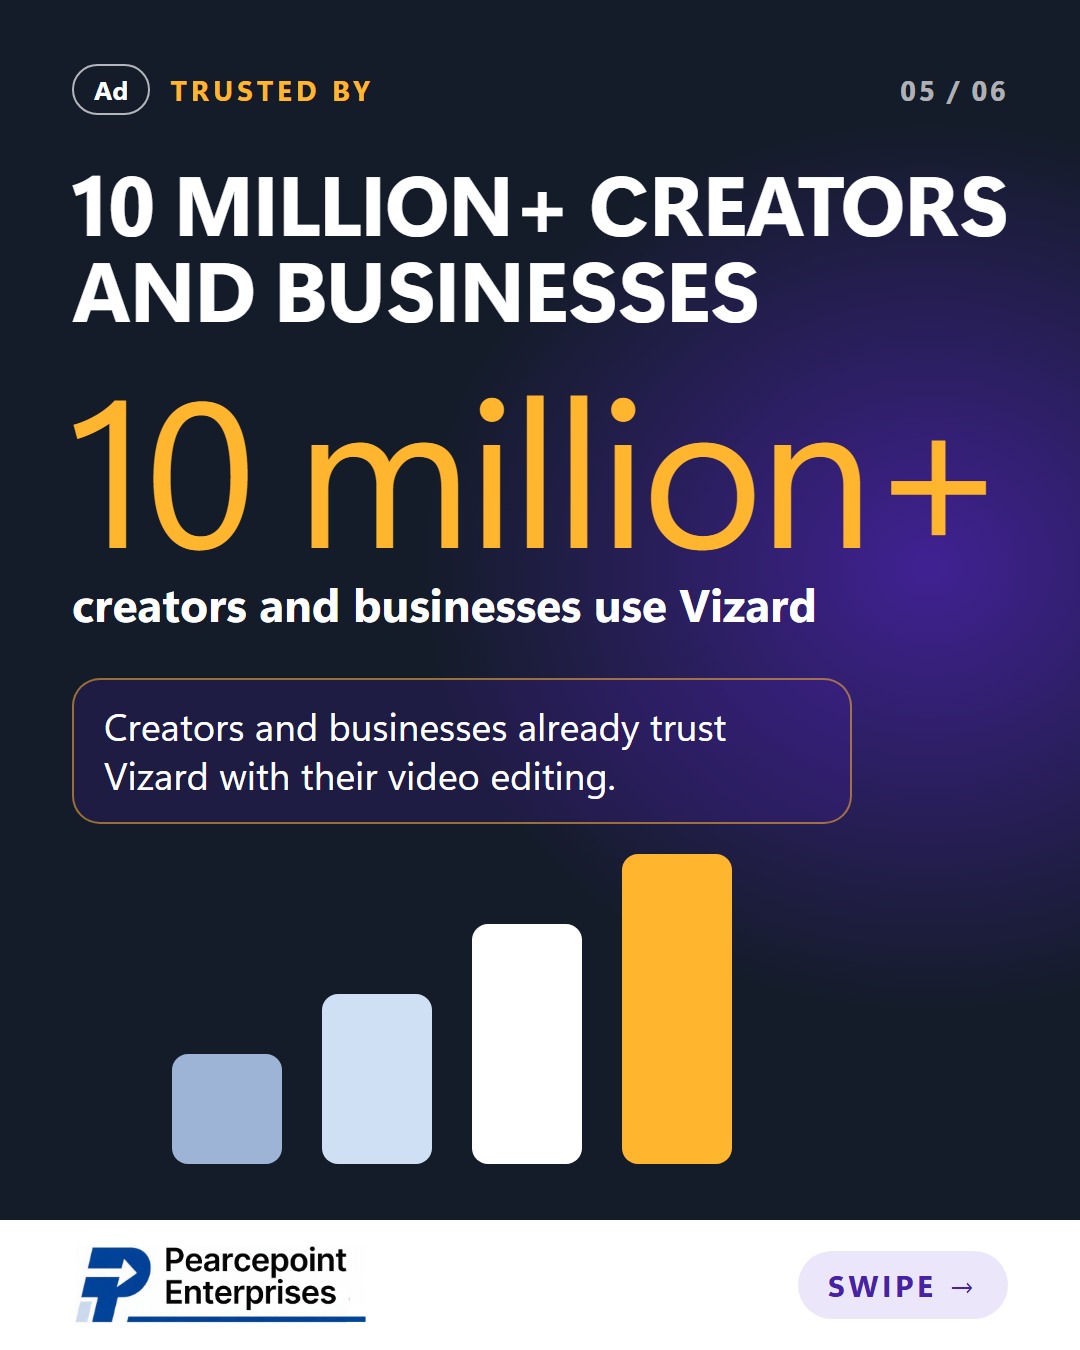 Ad TRUSTED BY 05 / 06
10 MILLION+ CREATORS
AND BUSINESSES
10 million+
creators and businesses use Vizard
Creators and businesses already trust
Vizard with their video editing.
Pearcepoint
Enterprises
SWIPE →